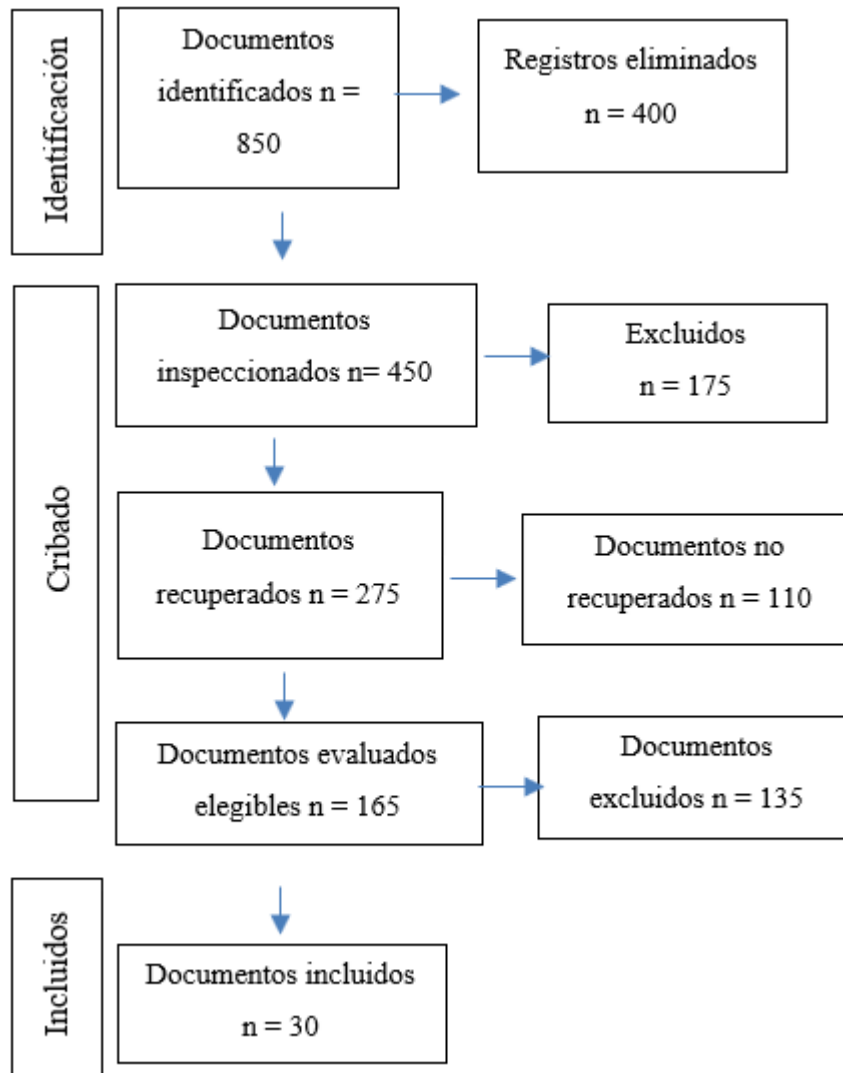 Identificación
Documentos
identificados n =
850
Registros eliminados
n = 400
Cribado
Documentos
inspeccionados n= 450
Excluidos
n = 175
Documentos
recuperados n = 275
Documentos no
recuperados n = 110
Documentos evaluados
elegibles n = 165
Documentos
excluidos n = 135
Incluidos
Documentos incluidos
n = 30